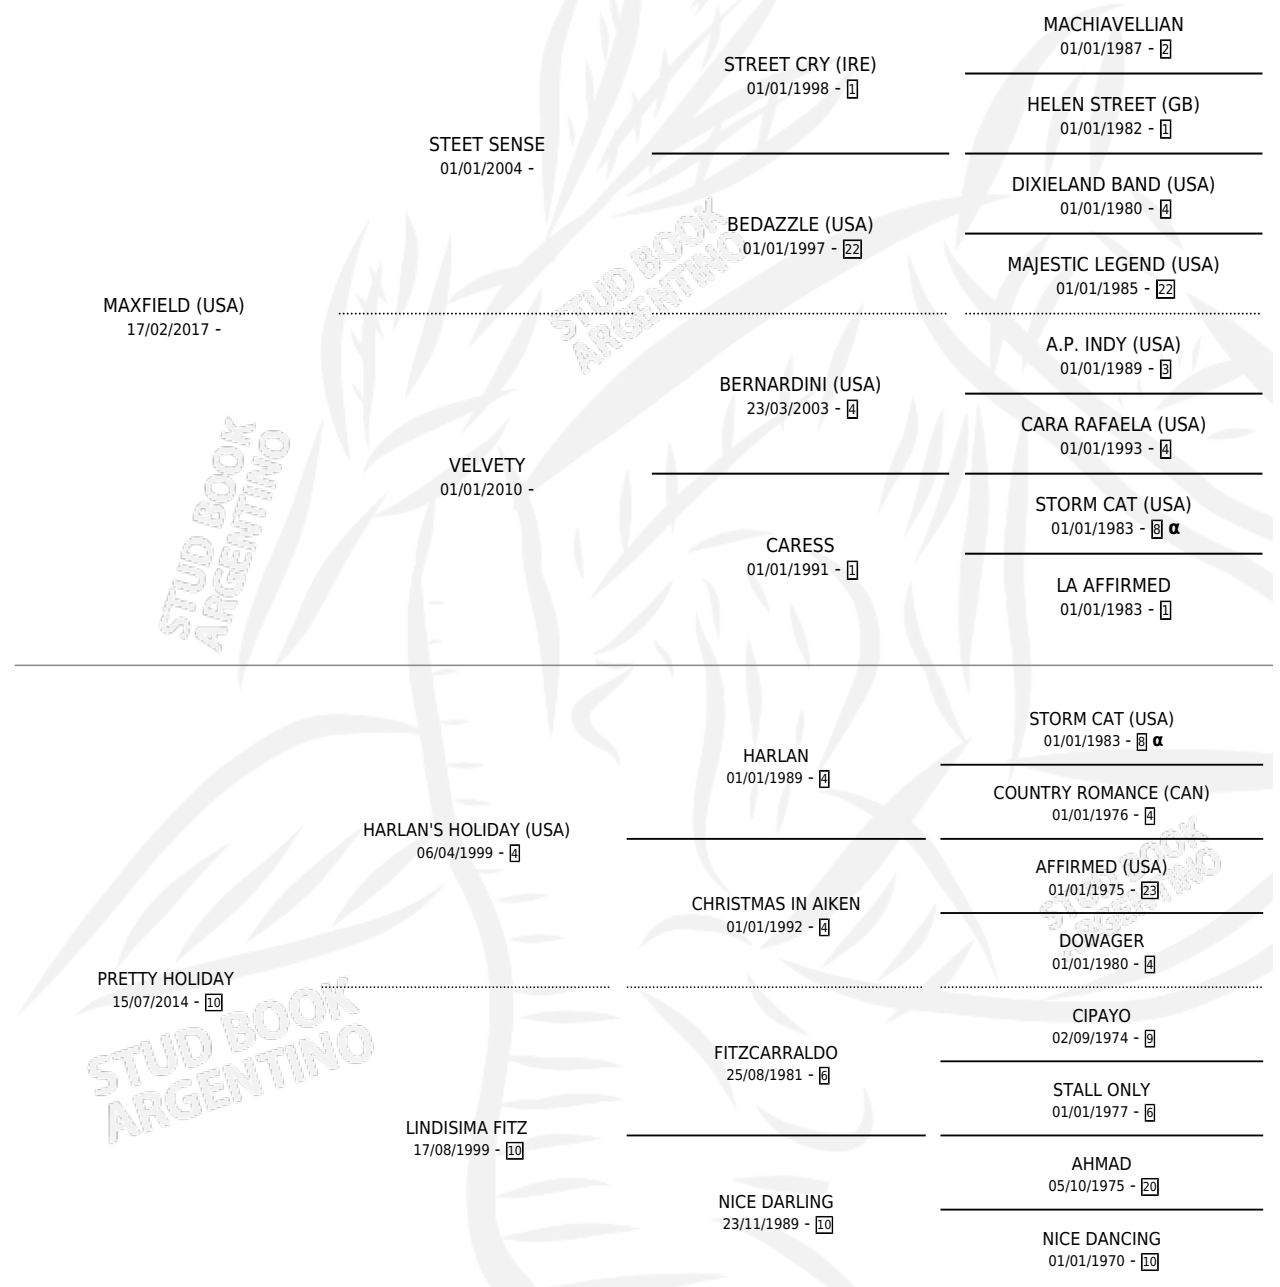 MACHIAVELLIAN
01/01/1987 - 2
STREET CRY (IRE)
01/01/1998 - 1
HELEN STREET (GB)
01/01/1982 - 1
STEET SENSE
01/01/2004 -
DIXIELAND BAND (USA)
01/01/1980 - 4
BEDAZZLE (USA)
01/01/1997 - 22
MAJESTIC LEGEND (USA)
01/01/1985 - 22
MAXFIELD (USA)
17/02/2017 -
A.P. INDY (USA)
01/01/1989 - 3
BERNARDINI (USA)
23/03/2003 - 4
CARA RAFAELA (USA)
01/01/1993 - 4
VELVETY
01/01/2010 -
STORM CAT (USA)
01/01/1983 - 8 α
CARESS
01/01/1991 - 1
LA AFFIRMED
01/01/1983 - 1
STORM CAT (USA)
01/01/1983 - 8 α
HARLAN
01/01/1989 - 4
COUNTRY ROMANCE (CAN)
01/01/1976 - 4
HARLAN'S HOLIDAY (USA)
06/04/1999 - 4
AFFIRMED (USA)
01/01/1975 - 23
CHRISTMAS IN AIKEN
01/01/1992 - 4
DOWAGER
01/01/1980 - 4
PRETTY HOLIDAY
15/07/2014 - 10
CIPAYO
02/09/1974 - 9
FITZCARRALDO
25/08/1981 - 6
STALL ONLY
01/01/1977 - 6
LINDISIMA FITZ
17/08/1999 - 10
AHMAD
05/10/1975 - 20
NICE DARLING
23/11/1989 - 10
NICE DANCING
01/01/1970 - 10
STUD BOOK
ARGENTINO
STUD BOOK
ARGENTINO
STUD BOOK
ARGENTINO
STUD BOOK
ARGENTINO